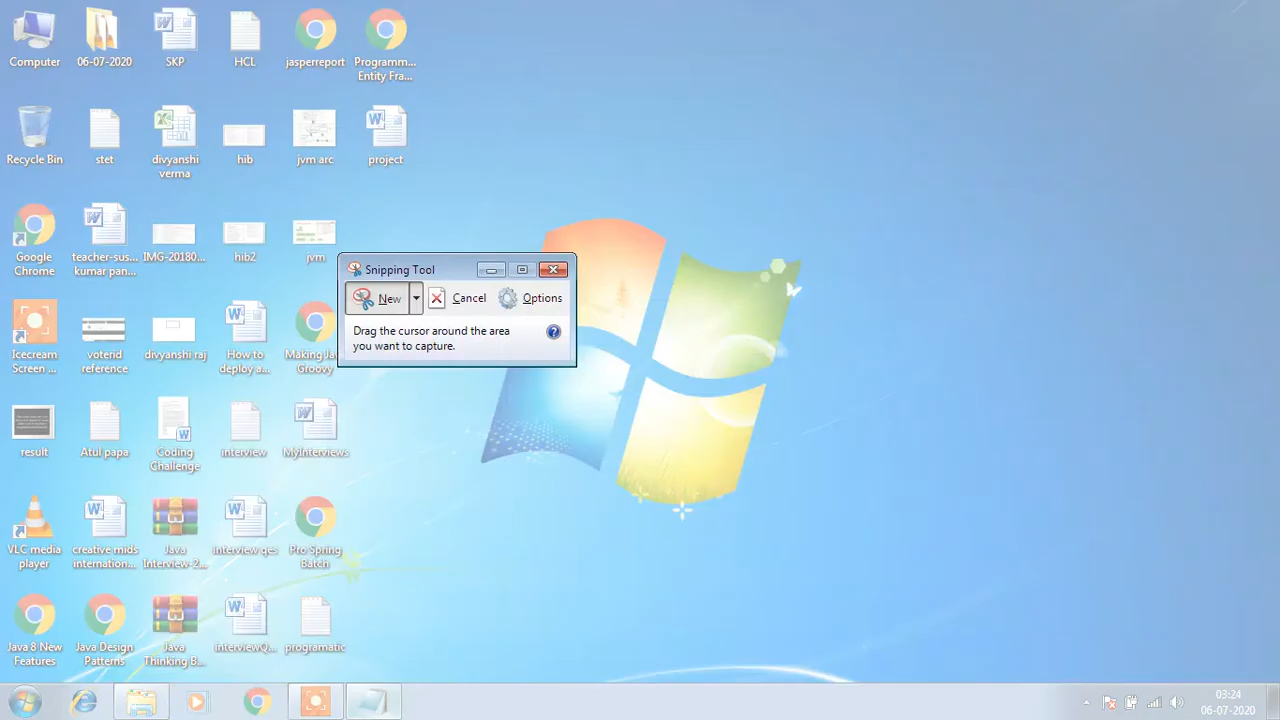 Computer
06-07-2020
SKP
HCL
jasperreport
Programm...
Entity Fra...
Recycle Bin
stet
divyanshi
verma
hib
jvm arc
project
Google
Chrome
teacher-sus...
kumar pan...
IMG-20180...
hib2
jvm
Snipping Tool
New
Cancel
Options
Drag the cursor around the area
you want to capture.
Icecream
Screen ...
voterid
reference
divyanshi raj
How to
deploy a...
Making Ja
Groovy
result
Atul papa
Coding
Challenge
interview
MyInterviews
VLC media
player
creative mids
internation...
Java
Interview-2...
interview qes
Pro Spring
Batch
Java 8 New
Features
Java Design
Patterns
Java
Thinking B...
interviewQ...
programatic
03:24
06-07-2020